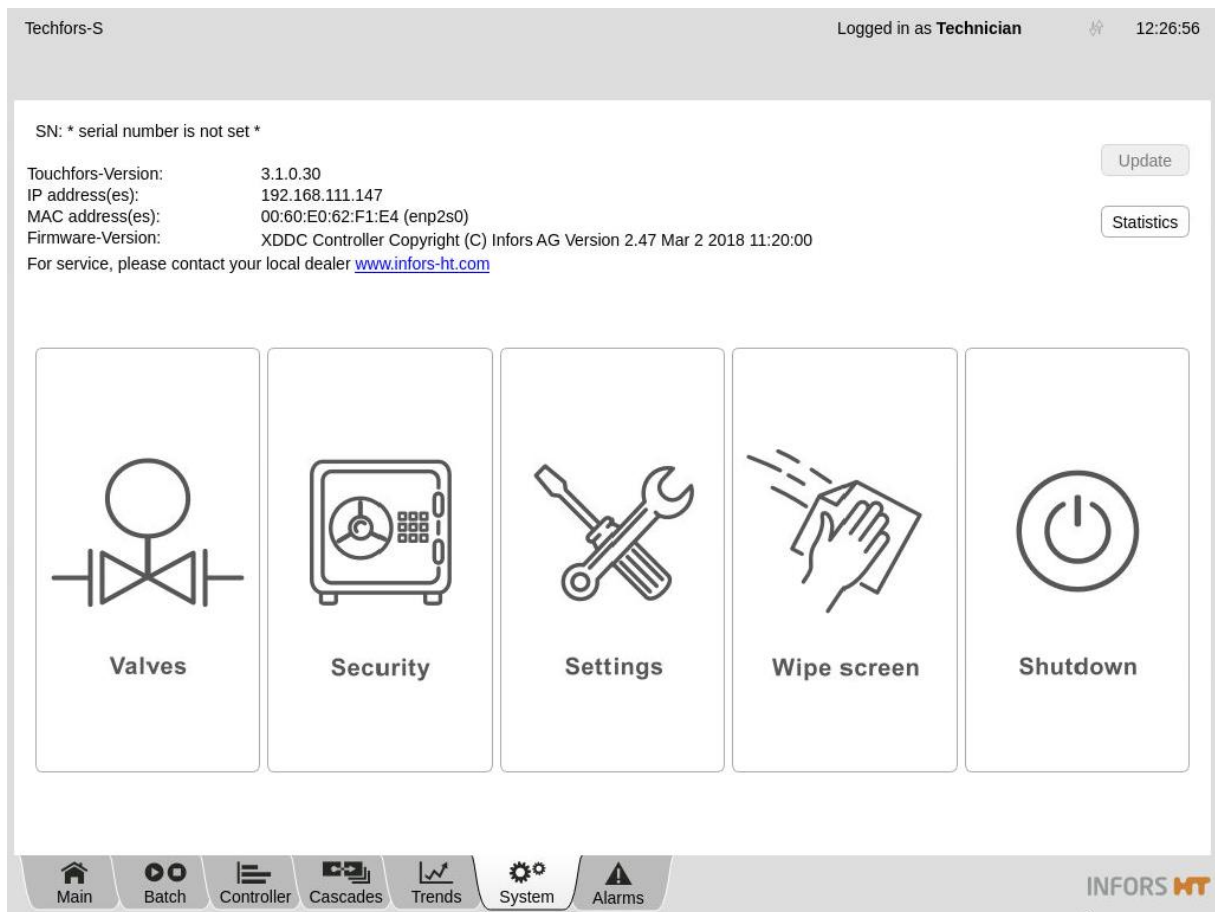 Techfors-S Logged in as Technician 12:26:56
SN: * serial number is not set *
Update
Touchfors-Version: 3.1.0.30
IP address(es): 192.168.111.147
MAC address(es): 00:60:E0:62:F1:E4 (enp2s0)
Statistics
Firmware-Version: XDDC Controller Copyright (C) Infors AG Version 2.47 Mar 2 2018 11:20:00
For service, please contact your local dealer www.infors-ht.com
Valves Security Settings Wipe screen Shutdown
Main Batch Controller Cascades Trends System Alarms
INFORS HT